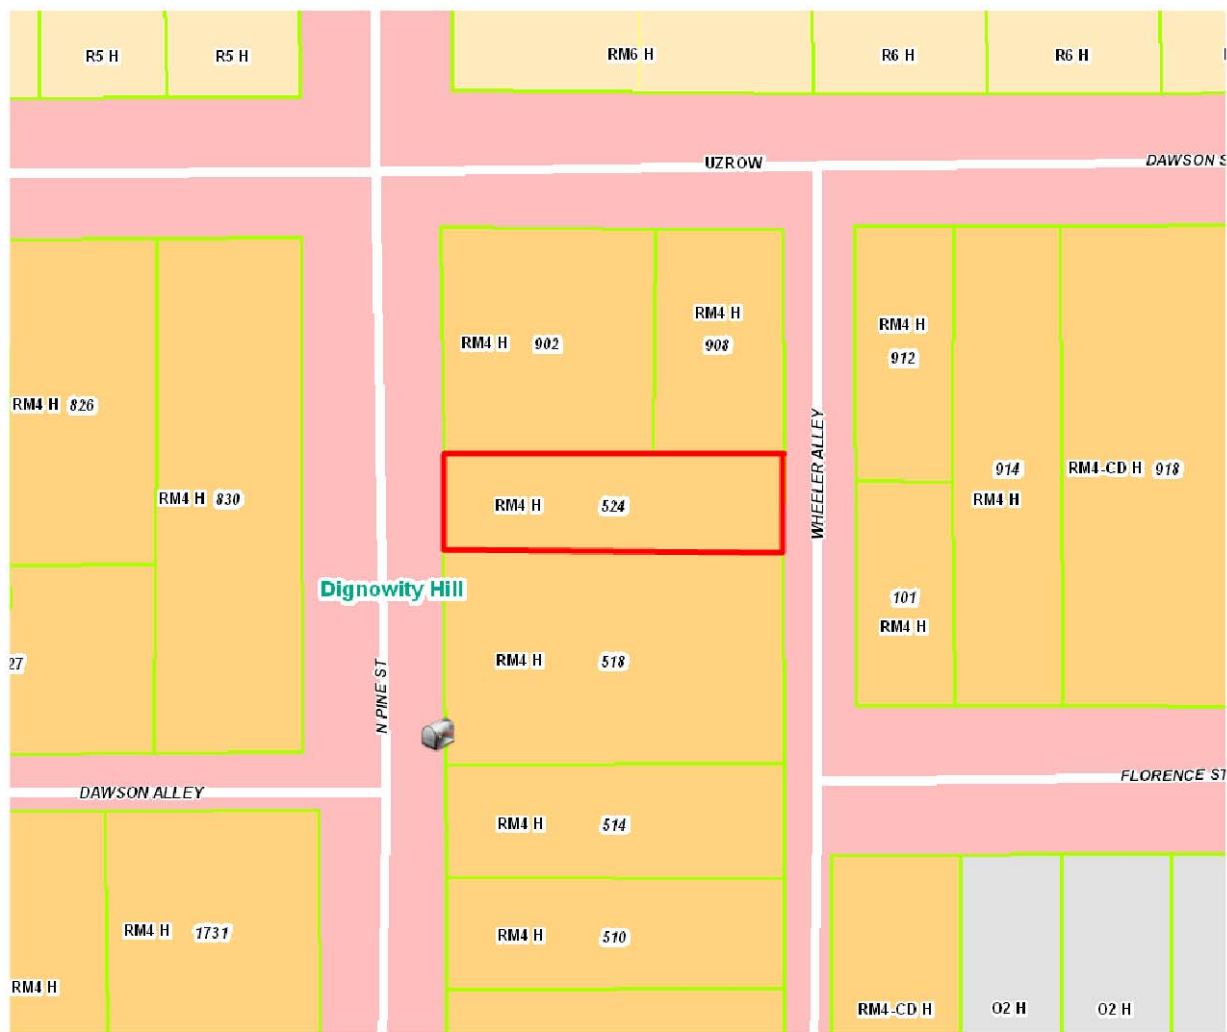 R5 H
R5 H
RM6 H
R6 H
R6 H
UZROW
DAWSON S
RM4 H 902
RM4 H
908
RM4 H
912
RM4 H 826
RM4 H 830
RM4 H 524
WHEELER ALLEY
914
RM4 H
RM4-CD H 918
Dignowity Hill
101
RM4 H
27
RM4 H 518
N PINE ST
DAWSON ALLEY
FLORENCE ST
RM4 H 514
RM4 H 1731
RM4 H 510
RM4 H
RM4-CD H
O2 H
O2 H